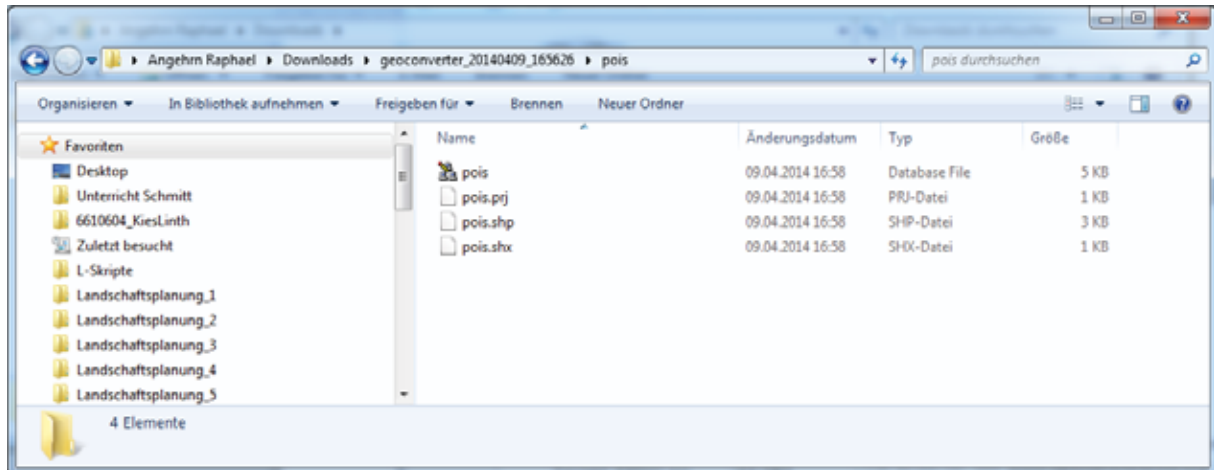 Angehrn Raphael ▸ Downloads ▸ geoconverter_20140409_165626 ▸ pois
pois durchsuchen
Organisieren In Bibliothek aufnehmen Freigeben für Brennen Neuer Ordner
Favoriten
Desktop
Unterricht Schmitt
6610604_KiesLinth
Zuletzt besucht
L-Skripte
Landschaftsplanung_1
Landschaftsplanung_2
Landschaftsplanung_3
Landschaftsplanung_4
Landschaftsplanung_5
Name Änderungsdatum Typ Größe
pois 09.04.2014 16:58 Database File 5 KB
pois.prj 09.04.2014 16:58 PRJ-Datei 1 KB
pois.shp 09.04.2014 16:58 SHP-Datei 3 KB
pois.shx 09.04.2014 16:58 SHX-Datei 1 KB
4 Elemente